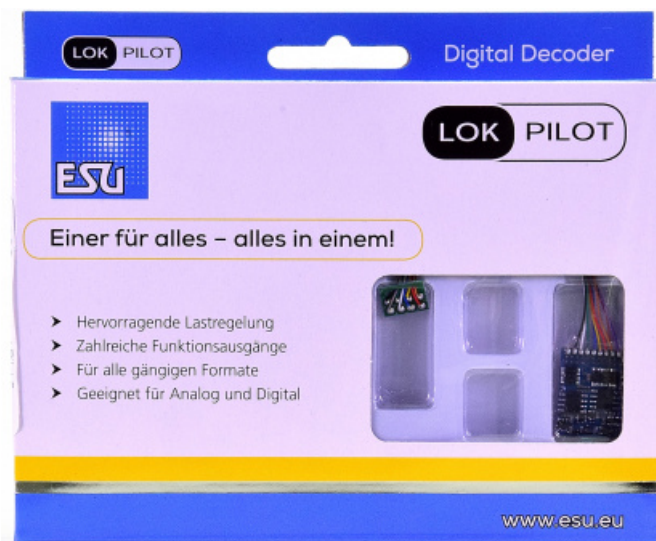 LOK PILOT
Digital Decoder
ESU
LOK PILOT
Einer für alles – alles in einem!
Hervorragende Lastregelung
Zahlreiche Funktionsausgänge
Für alle gängigen Formate
Geeignet für Analog und Digital
www.esu.eu